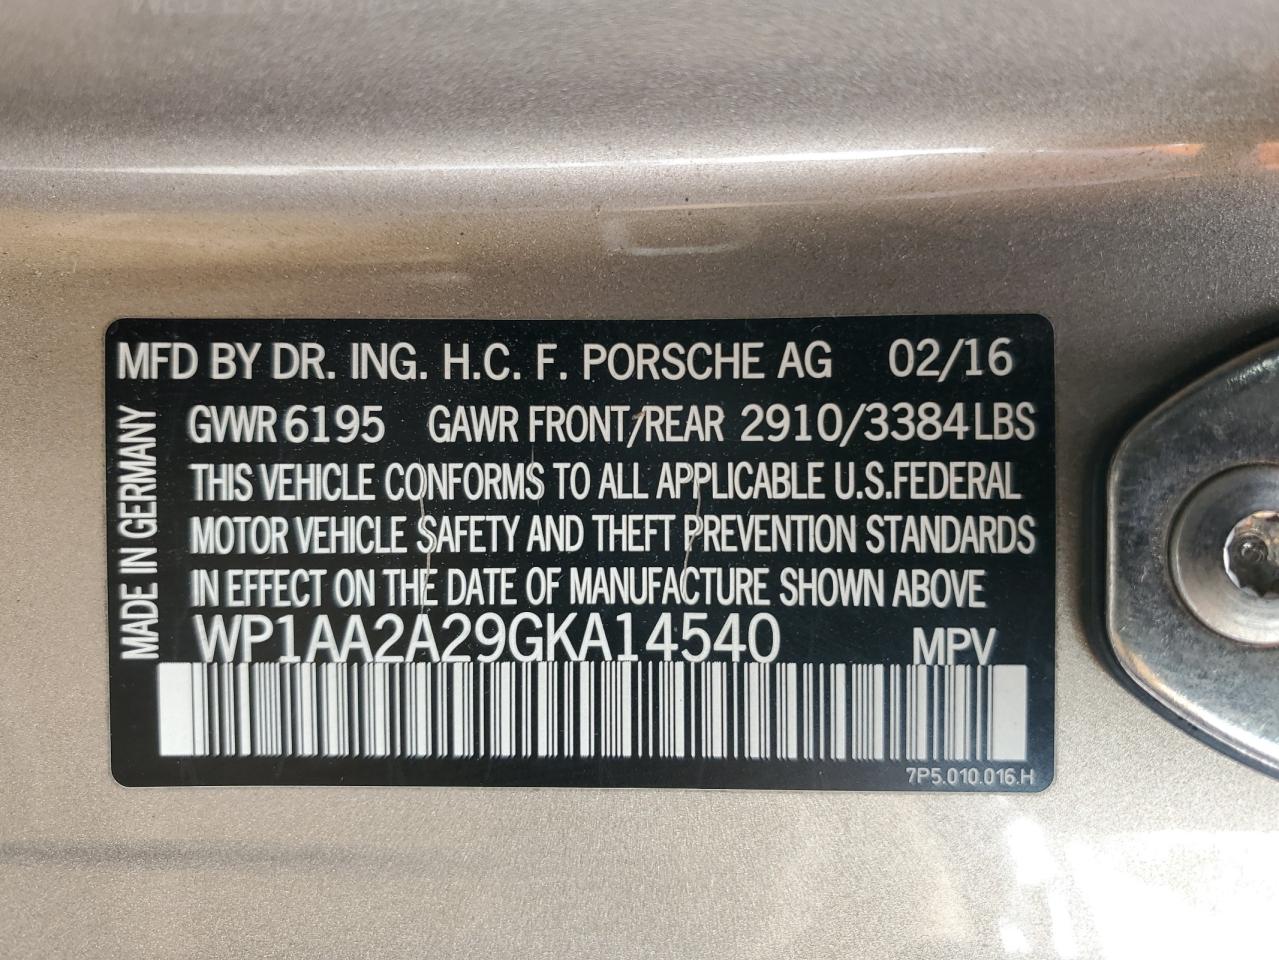 MFD BY DR. ING. H.C. F. PORSCHE AG 02/16
MADE IN GERMANY
GVWR 6195 GAWR FRONT/REAR 2910/3384 LBS
THIS VEHICLE CONFORMS TO ALL APPLICABLE U.S.FEDERAL
MOTOR VEHICLE SAFETY AND THEFT PREVENTION STANDARDS
IN EFFECT ON THE DATE OF MANUFACTURE SHOWN ABOVE
WP1AA2A29GKA14540 MPV
7P5.010.016.H